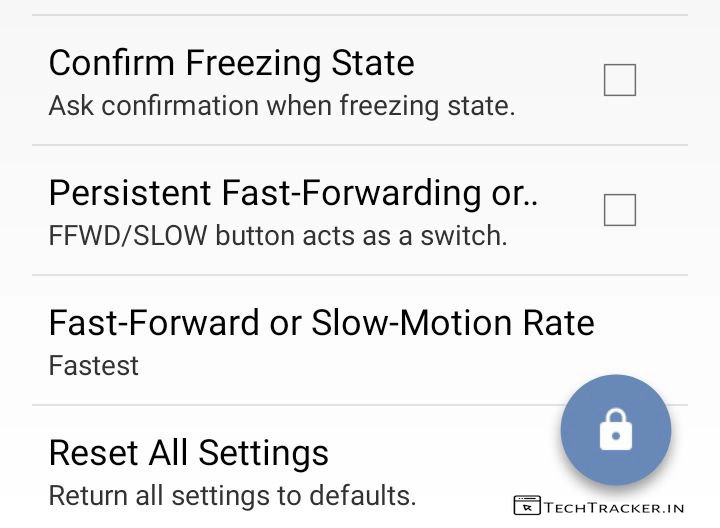 Confirm Freezing State
Ask confirmation when freezing state.
Persistent Fast-Forwarding or..
FFWD/SLOW button acts as a switch.
Fast-Forward or Slow-Motion Rate
Fastest
Reset All Settings
Return all settings to defaults.
TECHTRACKER.IN